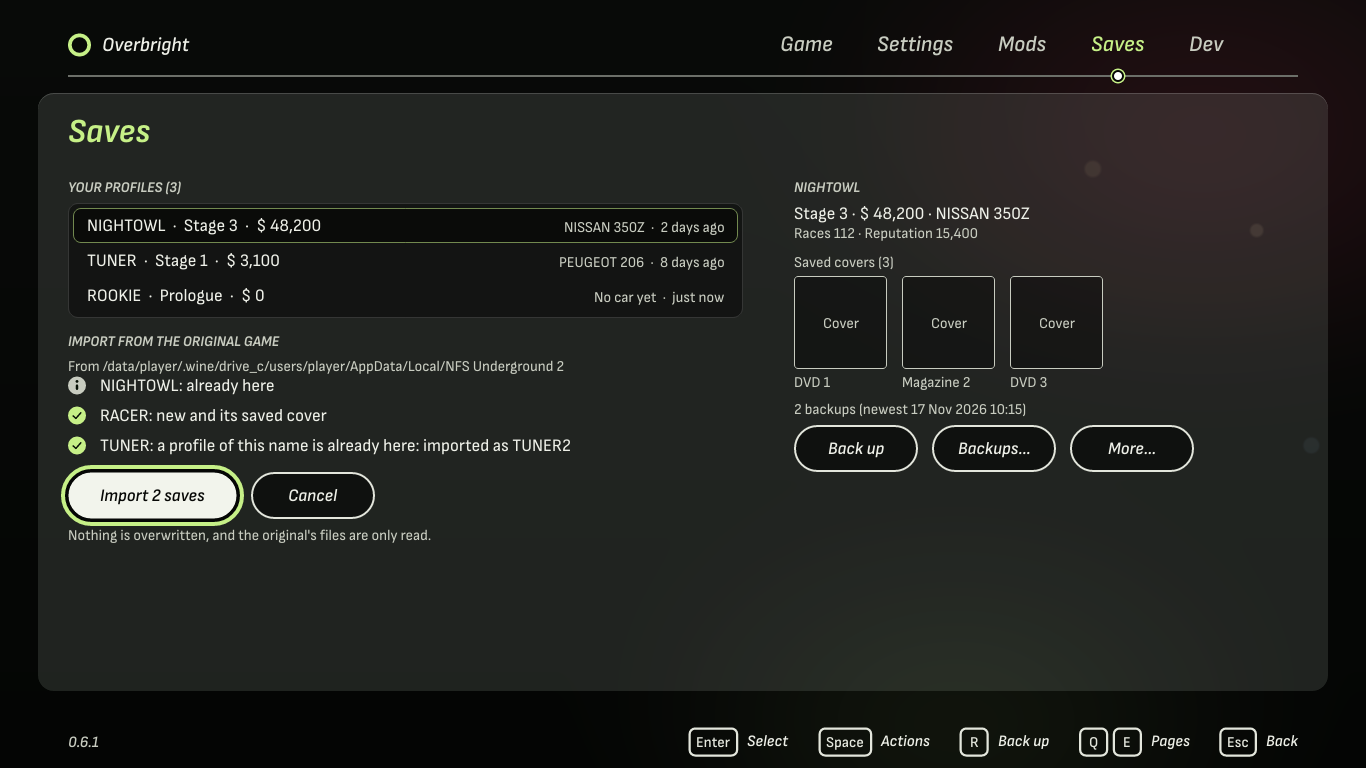 Overbright
Game
Settings
Mods
Saves
Dev
Saves
YOUR PROFILES (3)
NIGHTOWL · Stage 3 · $ 48,200
NISSAN 350Z · 2 days ago
TUNER · Stage 1 · $ 3,100
PEUGEOT 206 · 8 days ago
ROOKIE · Prologue · $ 0
No car yet · just now
IMPORT FROM THE ORIGINAL GAME
From /data/player/.wine/drive_c/users/player/AppData/Local/NFS Underground 2
NIGHTOWL: already here
RACER: new and its saved cover
TUNER: a profile of this name is already here: imported as TUNER2
Import 2 saves
Cancel
Nothing is overwritten, and the original's files are only read.
NIGHTOWL
Stage 3 · $ 48,200 · NISSAN 350Z
Races 112 · Reputation 15,400
Saved covers (3)
Cover
Cover
Cover
DVD 1
Magazine 2
DVD 3
2 backups (newest 17 Nov 2026 10:15)
Back up
Backups...
More...
0.6.1
Enter Select
Space Actions
R Back up
Q E Pages
Esc Back